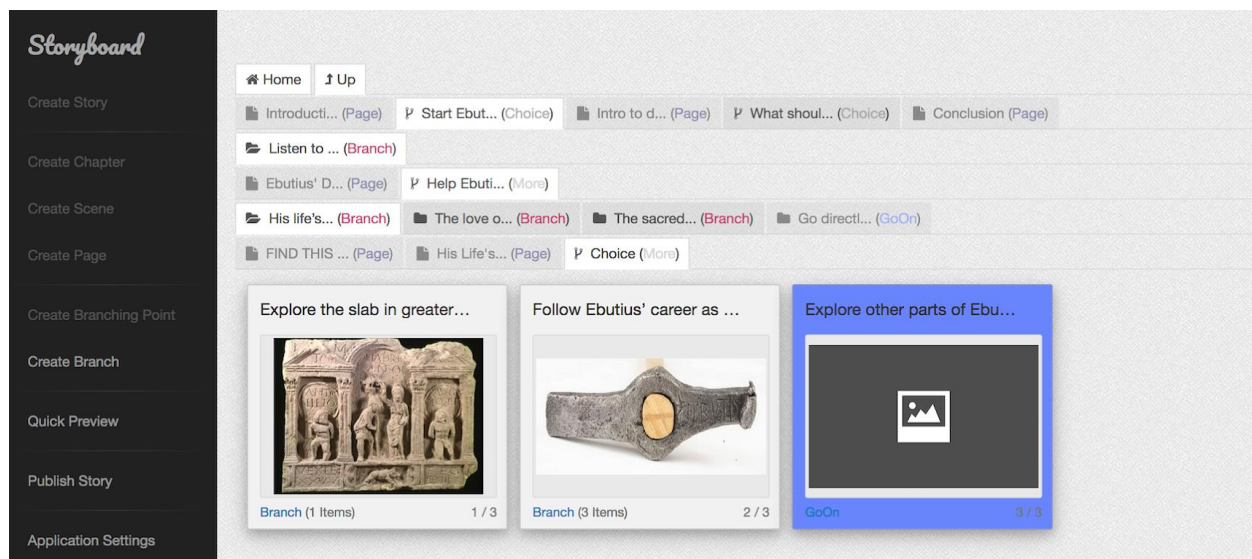 Storyboard
Create Story
Create Chapter
Create Scene
Create Page
Create Branching Point
Create Branch
Quick Preview
Publish Story
Application Settings
Home Up
Introducti... (Page) Start Ebut... (Choice) Intro to d... (Page) What shoul... (Choice) Conclusion (Page)
Listen to ... (Branch)
Ebutius' D... (Page) Help Ebuti... (More)
His life's... (Branch) The love o... (Branch) The sacred... (Branch) Go directl... (GoOn)
FIND THIS ... (Page) His Life's... (Page) Choice (More)
Explore the slab in greater…
Branch (1 Items) 1 / 3
Follow Ebutius’ career as …
Branch (3 Items) 2 / 3
Explore other parts of Ebu…
GoOn 3 / 3